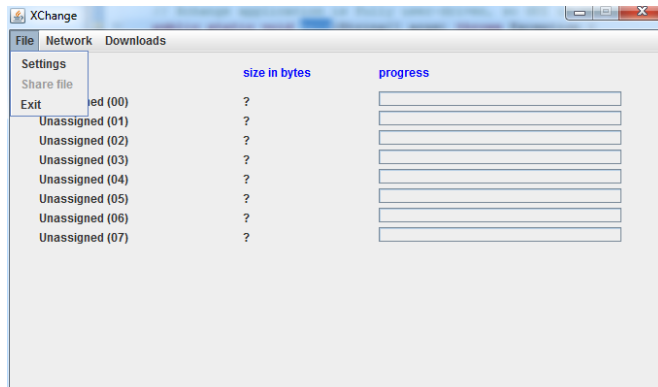 XChange
File Network Downloads
Settings
Share file
Exit
size in bytes progress
ed (00) ?
Unassigned (01) ?
Unassigned (02) ?
Unassigned (03) ?
Unassigned (04) ?
Unassigned (05) ?
Unassigned (06) ?
Unassigned (07) ?